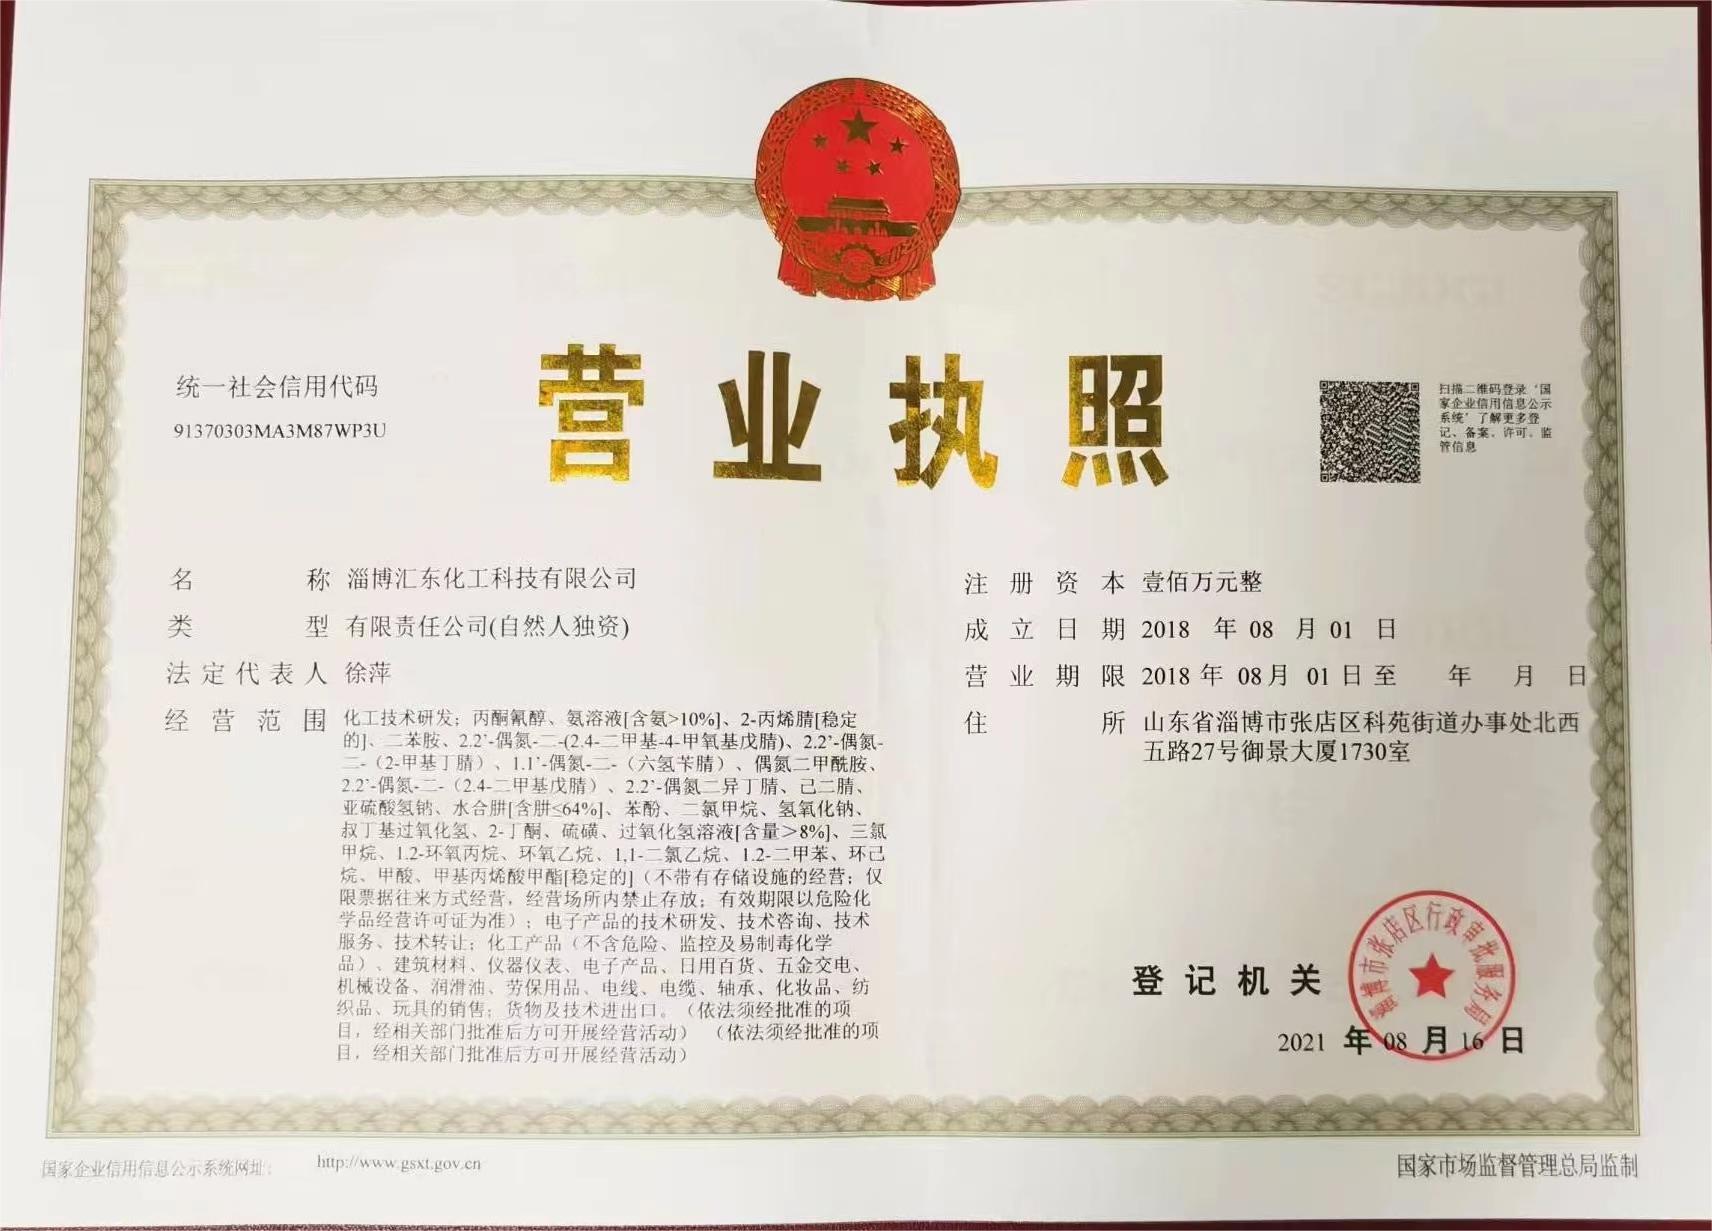 营业执照
统一社会信用代码
91370303MA3M87WP3U
扫描二维码登录‘国
家企业信用信息公示
系统’了解更多登
记、备案、许可、监
管信息
名称 淄博汇东化工科技有限公司
类型 有限责任公司(自然人独资)
法定代表人 徐萍
经营范围 化工技术研发；丙酮氰醇、氨溶液[含氨>10%]、2-丙烯腈[稳定
的]、二苯胺、2.2’-偶氮-二-(2.4-二甲基-4-甲氧基戊腈)、2.2’-偶氮-
二-（2-甲基丁腈）、1.1’-偶氮-二-（六氢苄腈）、偶氮二甲酰胺、
2.2’-偶氮-二-（2.4-二甲基戊腈）、2.2’-偶氮二异丁腈、己二腈、
亚硫酸氢钠、水合肼[含肼≤64%]、苯酚、二氯甲烷、氢氧化钠、
叔丁基过氧化氢、2-丁酮、硫磺、过氧化氢溶液[含量＞8%]、三氯
甲烷、1.2-环氧丙烷、环氧乙烷、1,1-二氯乙烷、1.2-二甲苯、环己
烷、甲酸、甲基丙烯酸甲酯[稳定的]（不带有存储设施的经营；仅
限票据往来方式经营，经营场所内禁止存放；有效期限以危险化
学品经营许可证为准）；电子产品的技术研发、技术咨询、技术
服务、技术转让；化工产品（不含危险、监控及易制毒化学
品）、建筑材料、仪器仪表、电子产品、日用百货、五金交电、
机械设备、润滑油、劳保用品、电线、电缆、轴承、化妆品、纺
织品、玩具的销售；货物及技术进出口。（依法须经批准的项
目，经相关部门批准后方可开展经营活动）（依法须经批准的项
目，经相关部门批准后方可开展经营活动）
注册资本 壹佰万元整
成立日期 2018 年 08 月 01 日
营业期限 2018 年 08 月 01 日 至 年 月 日
住所 山东省淄博市张店区科苑街道办事处北西
五路27号御景大厦1730室
登记机关
淄博市张店区行政审批服务局
2021 年 08 月 16 日
国家企业信用信息公示系统网址：
http://www.gsxt.gov.cn
国家市场监督管理总局监制